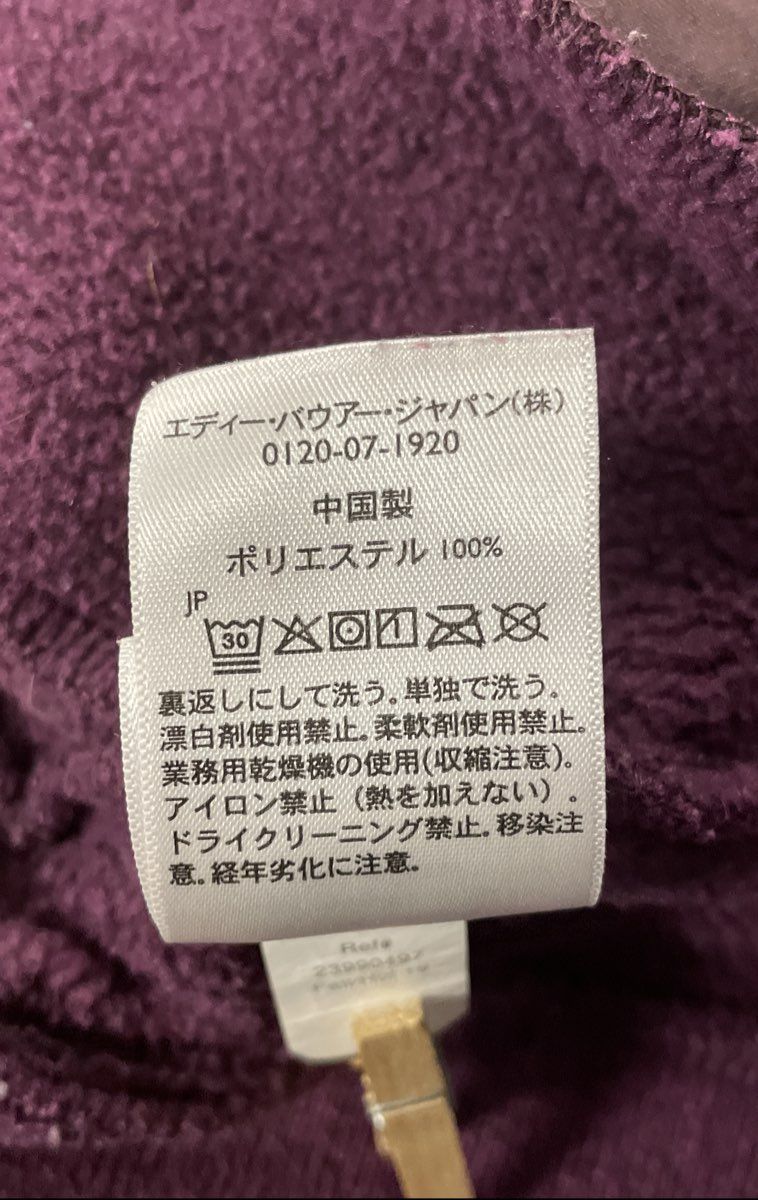 エディー・バウアー・ジャパン(株)
0120-07-1920
中国製
ポリエステル 100%
JP
30
裏返しにして洗う。単独で洗う。
漂白剤使用禁止。柔軟剤使用禁止。
業務用乾燥機の使用(収縮注意)。
アイロン禁止（熱を加えない）。
ドライクリーニング禁止。移染注
意。経年劣化に注意。
Ref#
23990497